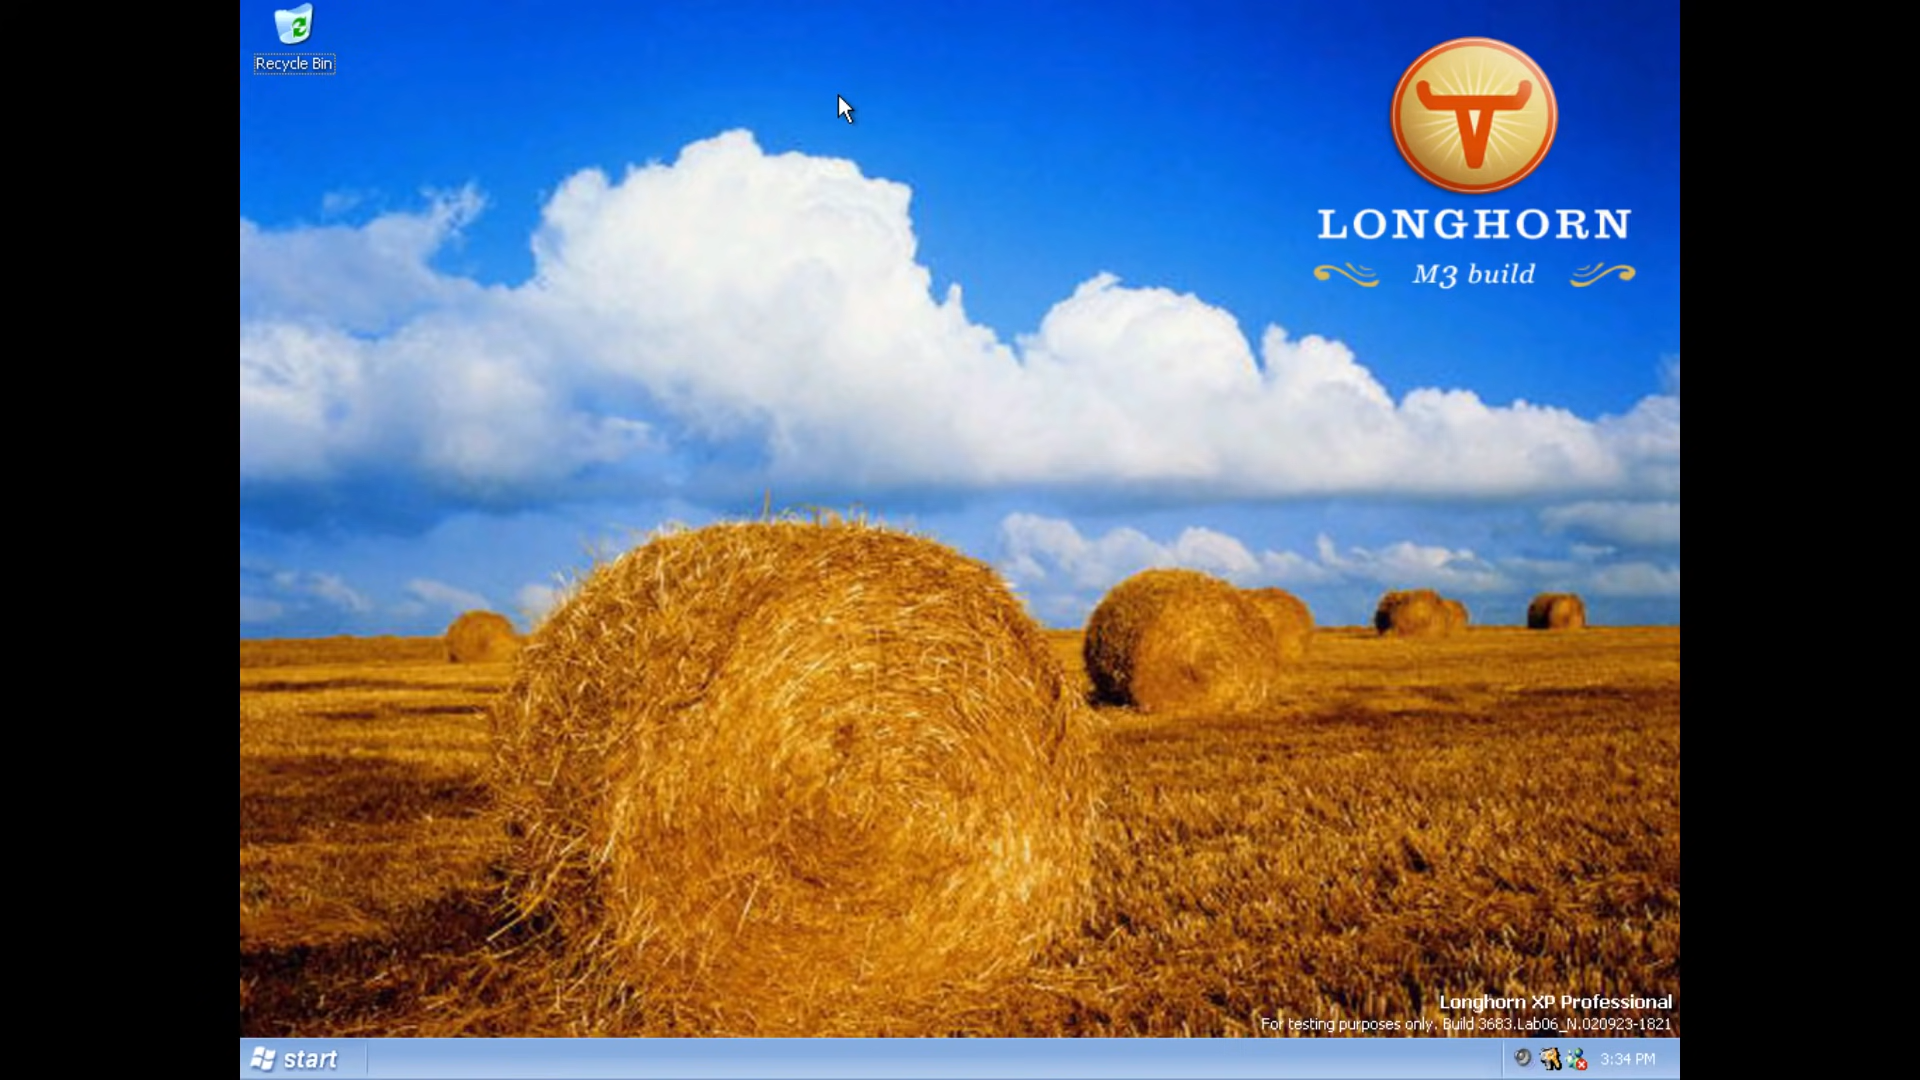 Recycle Bin
LONGHORN
M3 build
Longhorn XP Professional
For testing purposes only. Build 3683.Lab06_N.020923-1821
start
3:34 PM